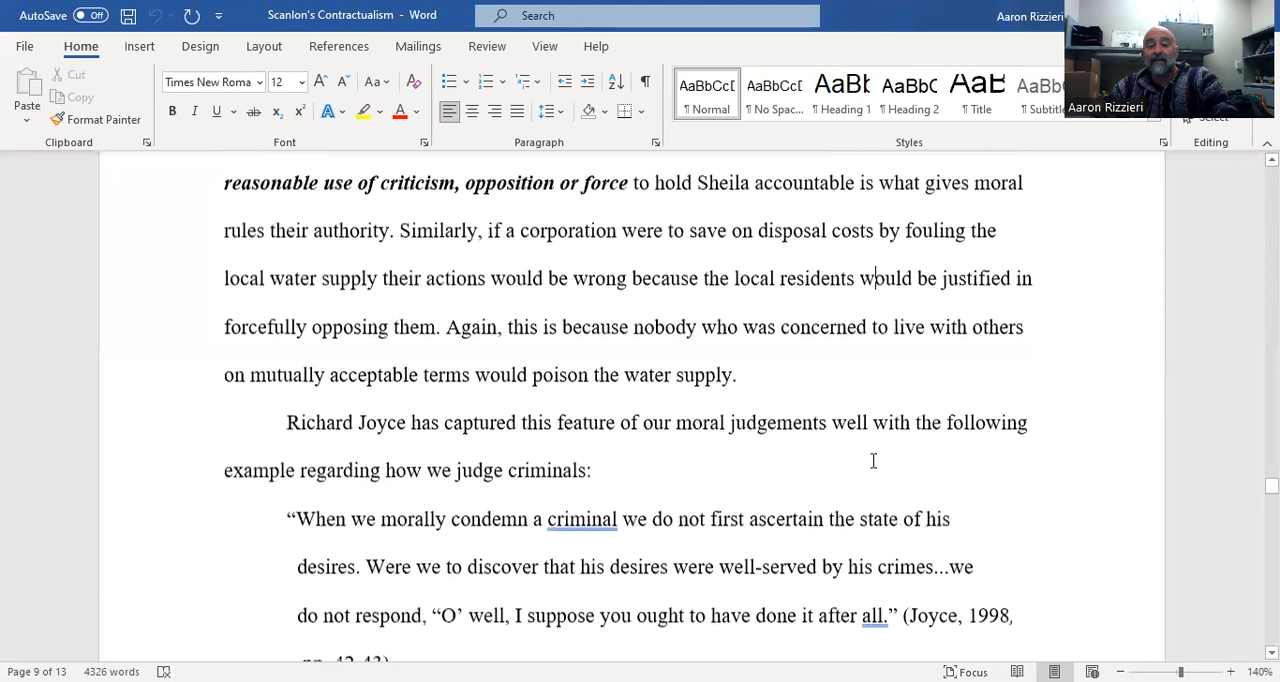 AutoSave Off Scanlon's Contractualism - Word Search Aaron Rizzieri
File Home Insert Design Layout References Mailings Review View Help
Paste Cut Copy Format Painter
Times New Roma 12 Aa
AaBbCcD AaBbCcD AaBb AaBbC AaB AaBbCc
Normal No Spac... Heading 1 Heading 2 Title Subtitle
Aaron Rizzieri
Select
Clipboard Font Paragraph Styles Editing
reasonable use of criticism, opposition or force to hold Sheila accountable is what gives moral
rules their authority. Similarly, if a corporation were to save on disposal costs by fouling the
local water supply their actions would be wrong because the local residents would be justified in
forcefully opposing them. Again, this is because nobody who was concerned to live with others
on mutually acceptable terms would poison the water supply.
Richard Joyce has captured this feature of our moral judgements well with the following
example regarding how we judge criminals:
“When we morally condemn a criminal we do not first ascertain the state of his
desires. Were we to discover that his desires were well-served by his crimes...we
do not respond, “O’ well, I suppose you ought to have done it after all.” (Joyce, 1998,
pp. 42-43)
Page 9 of 13 4326 words Focus 140%